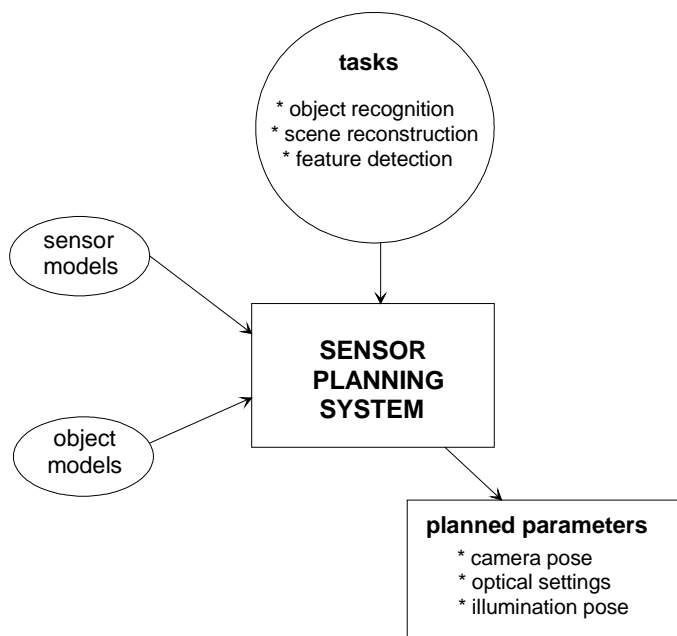 tasks
* object recognition
* scene reconstruction
* feature detection
sensor
models
SENSOR
PLANNING
SYSTEM
object
models
planned parameters
* camera pose
* optical settings
* illumination pose